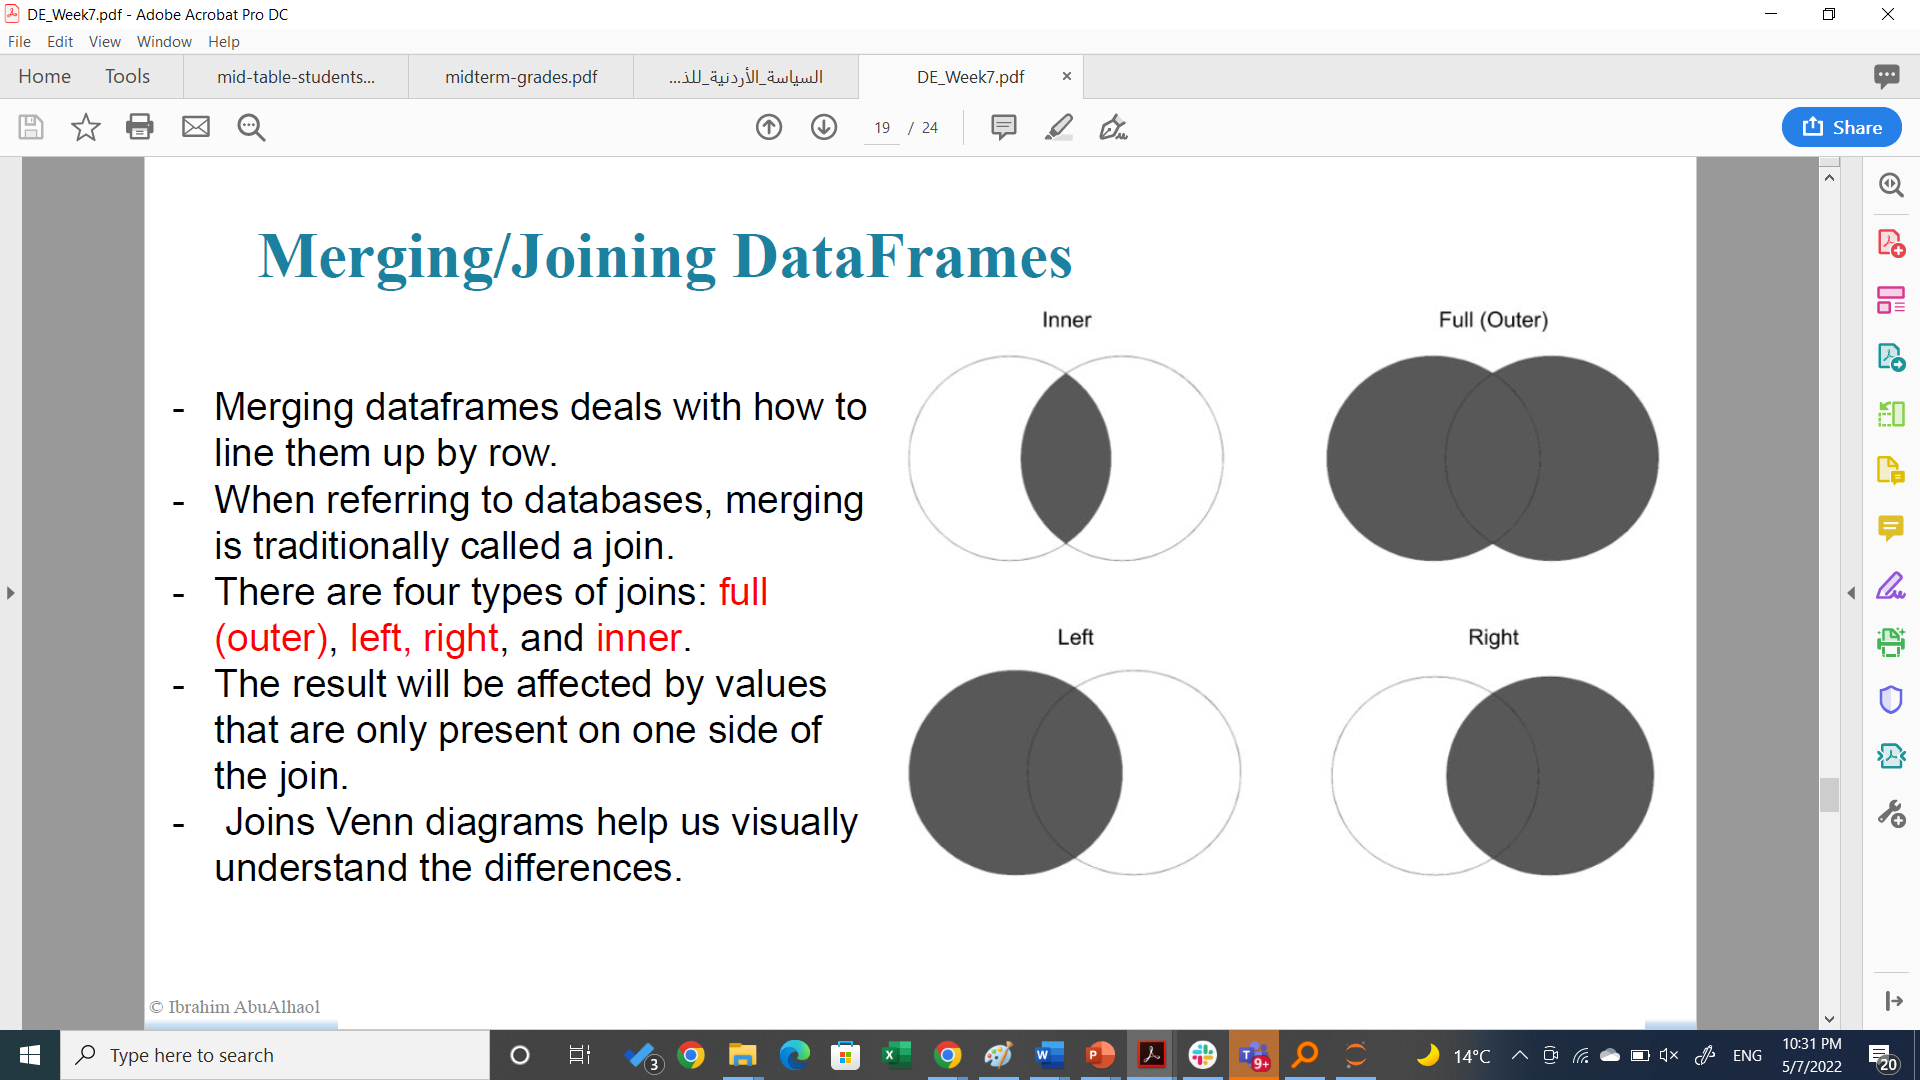 DE_Week7.pdf - Adobe Acrobat Pro DC
File Edit View Window Help
Home Tools mid-table-students... midterm-grades.pdf السياسة_الأردنية_للذ... DE_Week7.pdf ×
19 / 24 Share
Merging/Joining DataFrames
- Merging dataframes deals with how to
line them up by row.
- When referring to databases, merging
is traditionally called a join.
- There are four types of joins: full
(outer), left, right, and inner.
- The result will be affected by values
that are only present on one side of
the join.
- Joins Venn diagrams help us visually
understand the differences.
Inner
Full (Outer)
Left
Right
© Ibrahim AbuAlhaol
Type here to search
3
9+
14°C
ENG
10:31 PM
5/7/2022
20